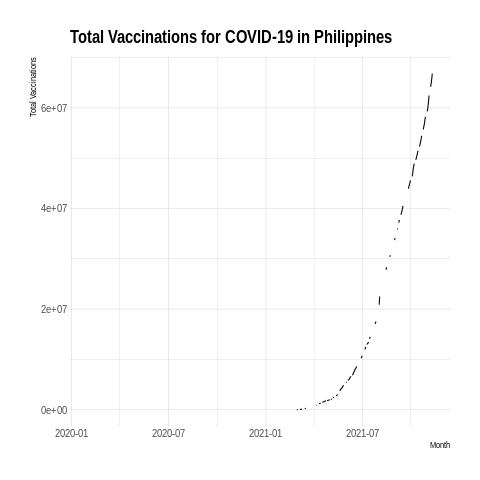 Total Vaccinations for COVID-19 in Philippines
Total Vaccinations
6e+07
4e+07
2e+07
0e+00
2020-01
2020-07
2021-01
2021-07
Month